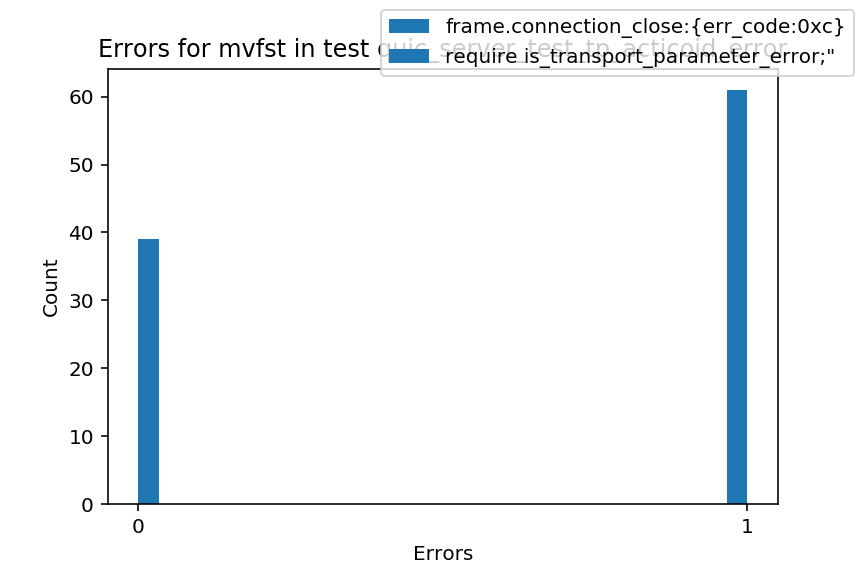 Errors for mvfst in test quic_server_test_tp_acticoid_error
frame.connection_close:{err_code:0xc}
require is_transport_parameter_error;"
60
50
40
30
20
10
0
Count
0 1
Errors